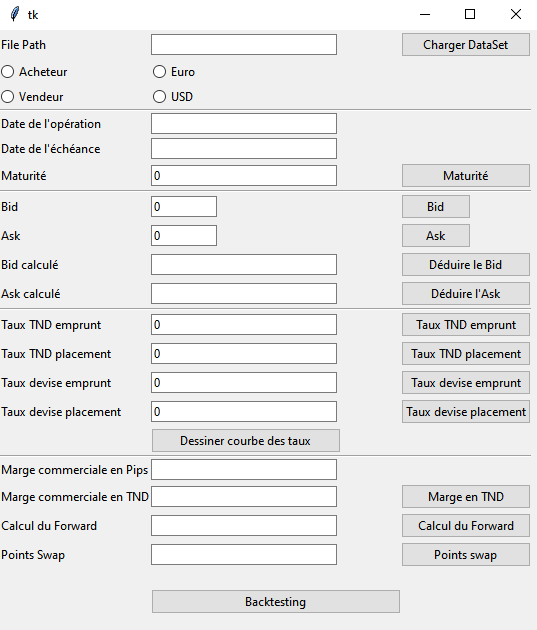 tk
File Path Charger DataSet
Acheteur Euro
Vendeur USD
Date de l'opération
Date de l'échéance
Maturité 0 Maturité
Bid 0 Bid
Ask 0 Ask
Bid calculé Déduire le Bid
Ask calculé Déduire l'Ask
Taux TND emprunt 0 Taux TND emprunt
Taux TND placement 0 Taux TND placement
Taux devise emprunt 0 Taux devise emprunt
Taux devise placement 0 Taux devise placement
Dessiner courbe des taux
Marge commerciale en Pips
Marge commerciale en TND Marge en TND
Calcul du Forward Calcul du Forward
Points Swap Points swap
Backtesting